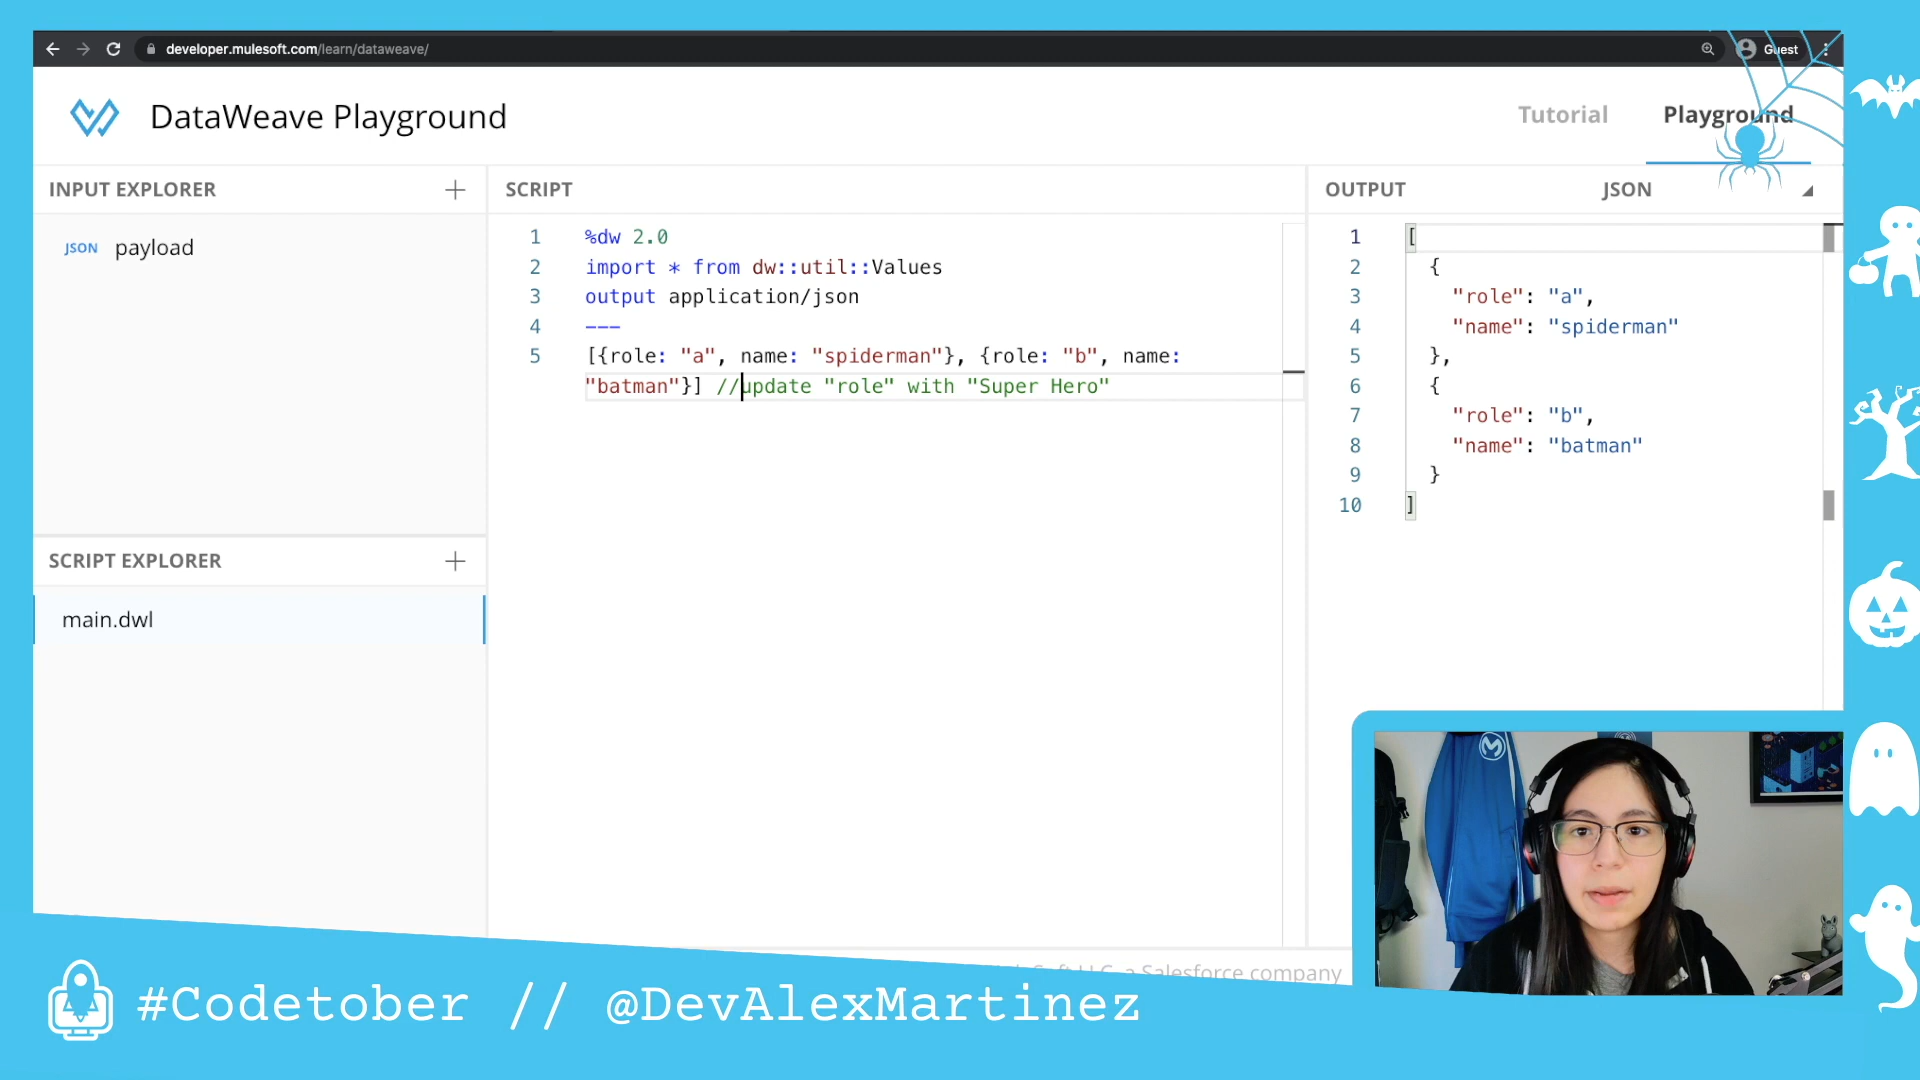 developer.mulesoft.com/learn/dataweave/
Guest
DataWeave Playground
Tutorial
Playground
INPUT EXPLORER
JSON payload
SCRIPT EXPLORER
main.dwl
SCRIPT
1 %dw 2.0
2 import * from dw::util::Values
3 output application/json
4 ---
5 [{role: "a", name: "spiderman"}, {role: "b", name:
"batman"}] //update "role" with "Super Hero"
OUTPUT
JSON
1 [
2 {
3 "role": "a",
4 "name": "spiderman"
5 },
6 {
7 "role": "b",
8 "name": "batman"
9 }
10 ]
a Salesforce company
#Codetober // @DevAlexMartinez